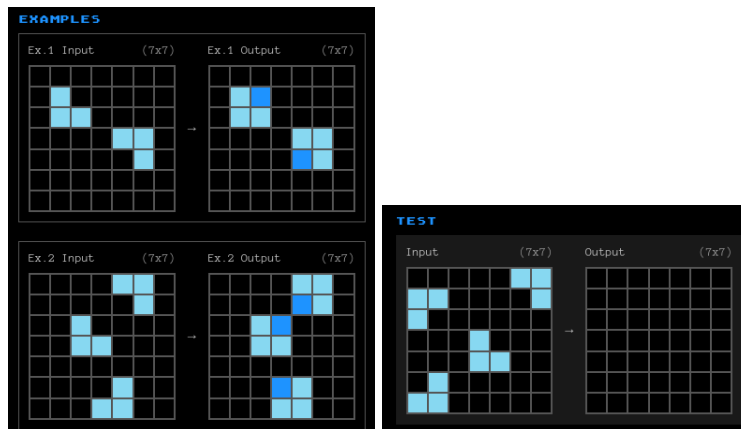 EXAMPLES
Ex.1 Input (7x7) Ex.1 Output (7x7)
→
Ex.2 Input (7x7) Ex.2 Output (7x7)
→
TEST
Input (7x7) Output (7x7)
→